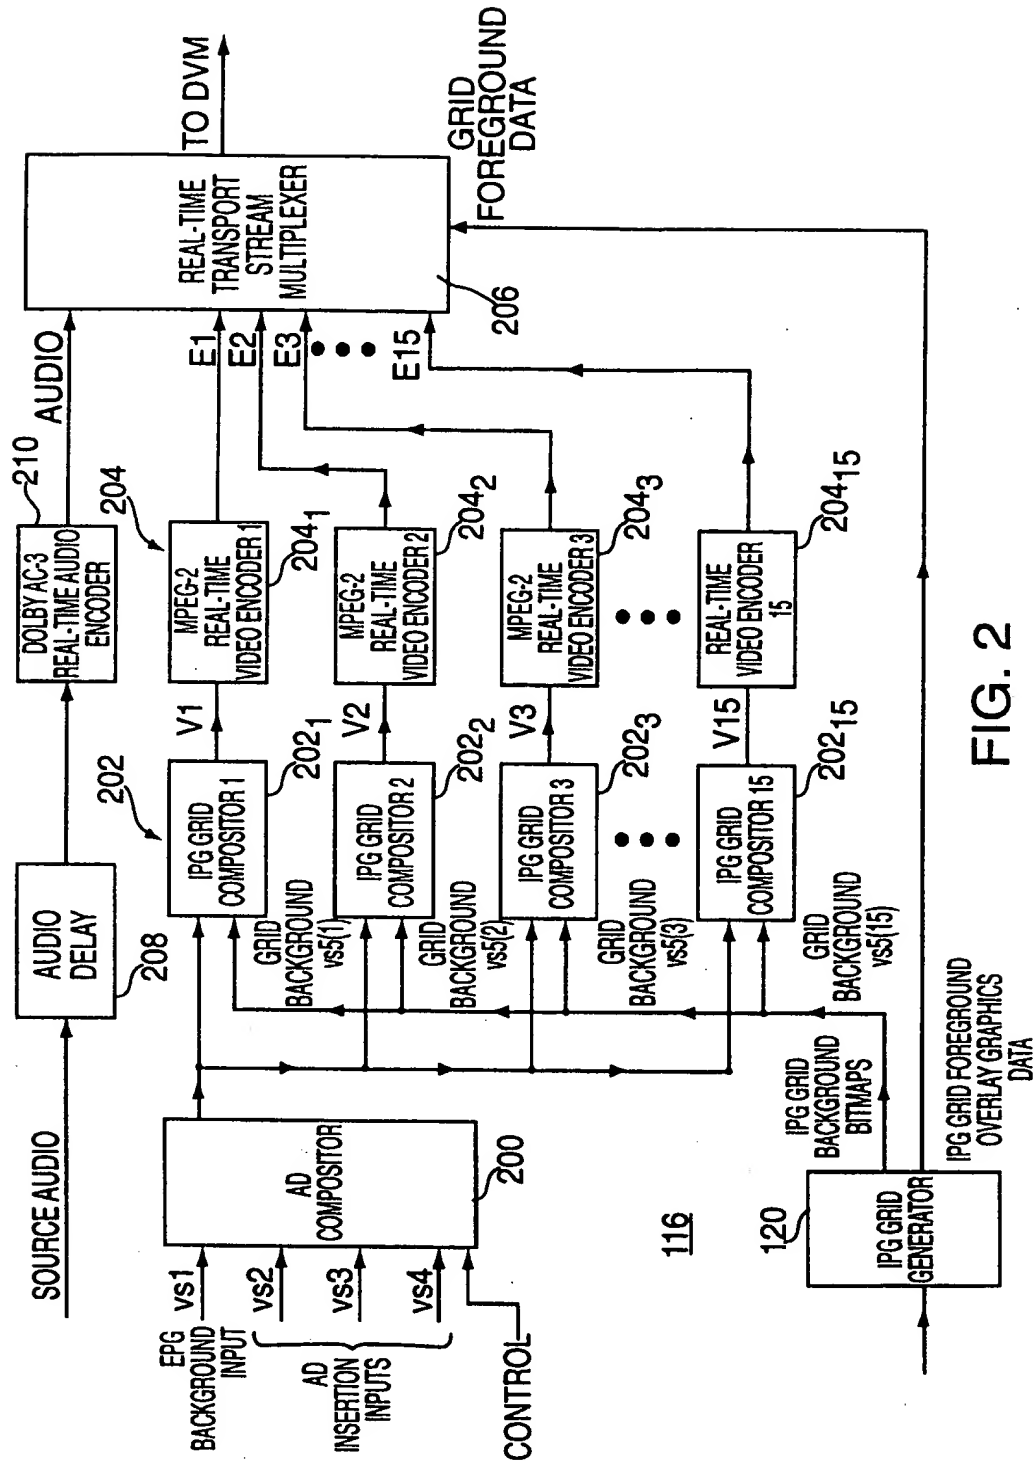 SOURCE AUDIO
AUDIO
DELAY
208
DOLBY AC-3
REAL-TIME AUDIO
ENCODER
210
AUDIO
EPG
BACKGROUND
INPUT
vs1
vs2
vs3
vs4
AD
INSERTION
INPUTS
CONTROL
AD
COMPOSITOR
200
202
IPG GRID
COMPOSITOR 1
202₁
GRID
BACKGROUND
vs5(1)
V1
204
MPEG-2
REAL-TIME
VIDEO ENCODER 1
204₁
E1
IPG GRID
COMPOSITOR 2
202₂
GRID
BACKGROUND
vs5(2)
V2
MPEG-2
REAL-TIME
VIDEO ENCODER 2
204₂
E2
IPG GRID
COMPOSITOR 3
202₃
GRID
BACKGROUND
vs5(3)
V3
MPEG-2
REAL-TIME
VIDEO ENCODER 3
204₃
E3
IPG GRID
COMPOSITOR 15
202₁₅
GRID
BACKGROUND
vs5(15)
V15
REAL-TIME
VIDEO ENCODER
15
204₁₅
E15
REAL-TIME
TRANSPORT
STREAM
MULTIPLEXER
206
TO DVM
GRID
FOREGROUND
DATA
116
120
IPG GRID
GENERATOR
IPG GRID
BACKGROUND
BITMAPS
IPG GRID FOREGROUND
OVERLAY GRAPHICS
DATA
FIG. 2